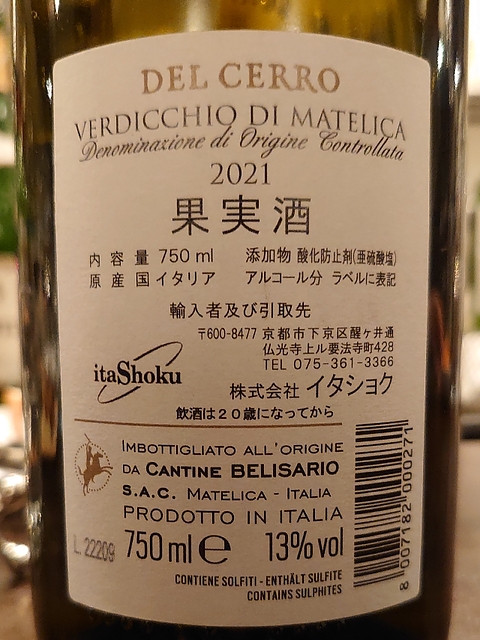 DEL CERRO
VERDICCHIO DI MATELICA
Denominazione di Origine Controllata
2021
果実酒
内容量 750 ml 添加物 酸化防止剤(亜硫酸塩)
原産国 イタリア アルコール分 ラベルに表記
輸入者及び引取先
〒600-8477 京都市下京区醒ヶ井通
仏光寺上ル要法寺町428
TEL 075-361-3366
itaShoku
株式会社 イタショク
飲酒は20歳になってから
IMBOTTIGLIATO ALL'ORIGINE
DA CANTINE BELISARIO
S.A.C. MATELICA - ITALIA
PRODOTTO IN ITALIA
L. 22209 750 ml e 13% vol
CONTIENE SOLFITI - ENTHÄLT SULFITE
CONTAINS SULPHITES
8 007182 000271